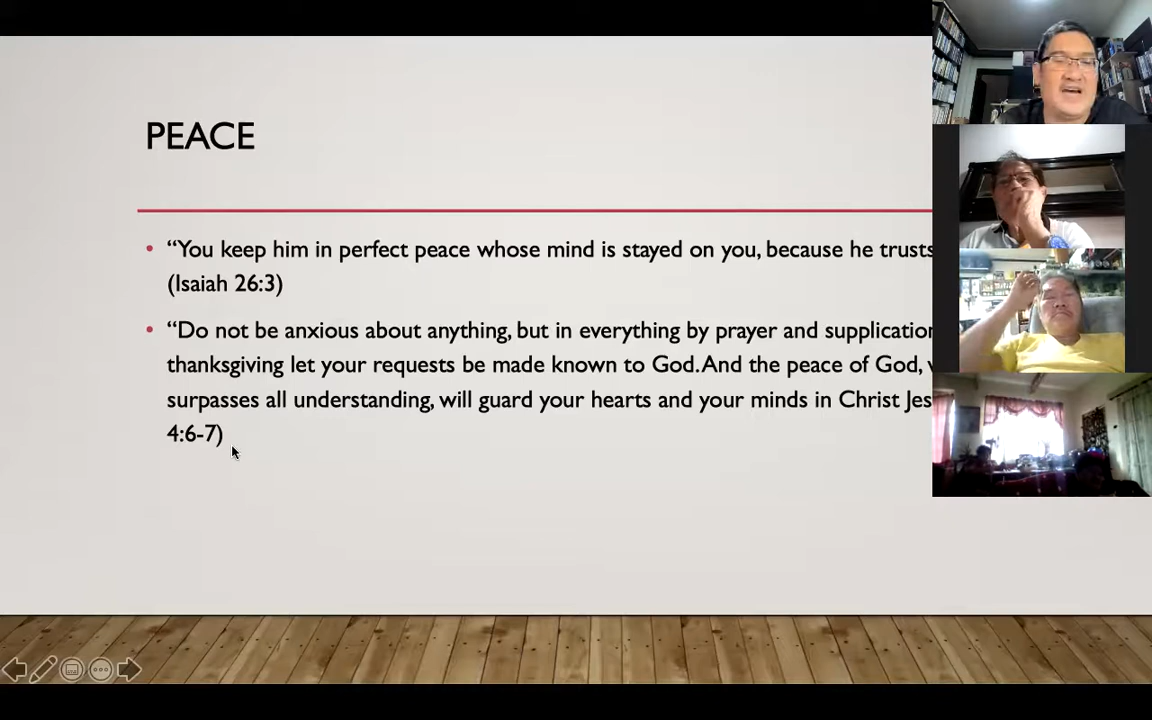 PEACE
• “You keep him in perfect peace whose mind is stayed on you, because he trusts
(Isaiah 26:3)
• “Do not be anxious about anything, but in everything by prayer and supplication
thanksgiving let your requests be made known to God. And the peace of God,
surpasses all understanding, will guard your hearts and your minds in Christ
4:6-7)